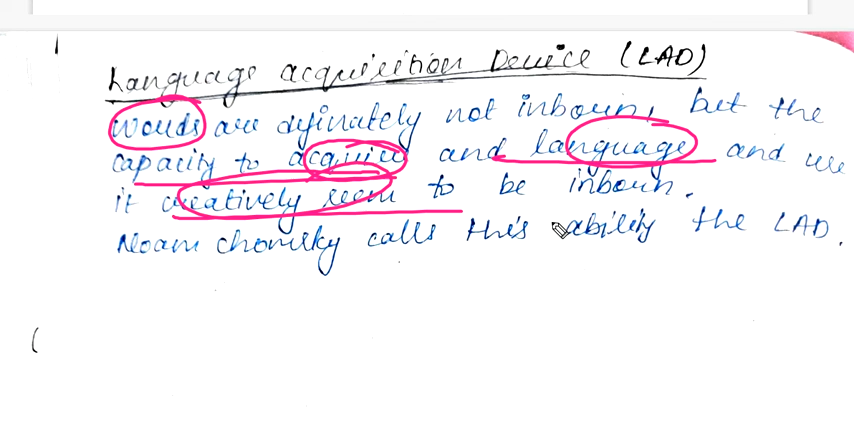 Language acquisition Device (LAD)
Words are definately not inborn, but the
capacity to acquire and language and use
it creatively seem to be inborn.
Noam chomsky calls this ability the LAD.